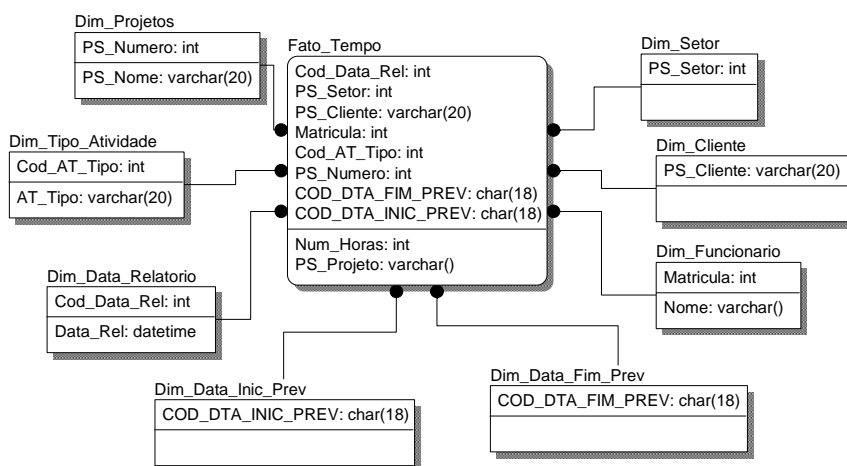 Dim_Projetos
PS_Numero: int
PS_Nome: varchar(20)
Fato_Tempo
Cod_Data_Rel: int
PS_Setor: int
PS_Cliente: varchar(20)
Matricula: int
Cod_AT_Tipo: int
PS_Numero: int
COD_DTA_FIM_PREV: char(18)
COD_DTA_INIC_PREV: char(18)
Num_Horas: int
PS_Projeto: varchar()
Dim_Setor
PS_Setor: int
Dim_Tipo_Atividade
Cod_AT_Tipo: int
AT_Tipo: varchar(20)
Dim_Cliente
PS_Cliente: varchar(20)
Dim_Data_Relatorio
Cod_Data_Rel: int
Data_Rel: datetime
Dim_Funcionario
Matricula: int
Nome: varchar()
Dim_Data_Inic_Prev
COD_DTA_INIC_PREV: char(18)
Dim_Data_Fim_Prev
COD_DTA_FIM_PREV: char(18)